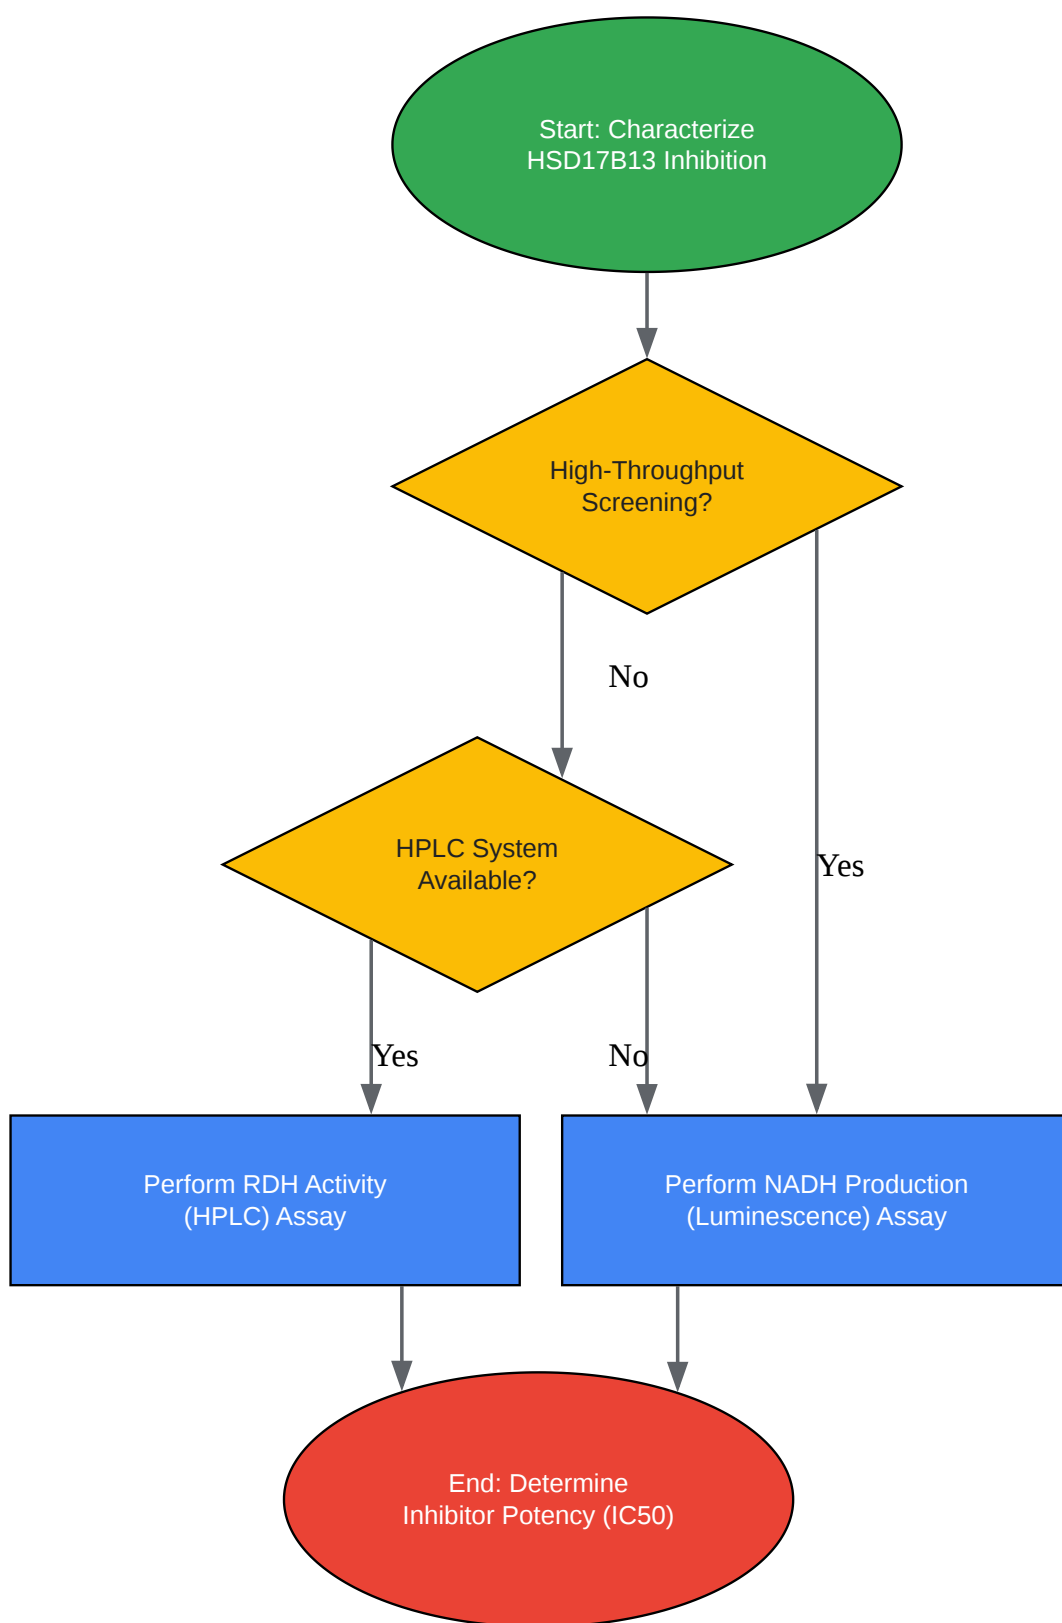 Start: Characterize
HSD17B13 Inhibition
High-Throughput
Screening?
No
HPLC System
Available?
Yes
Yes
No
Perform RDH Activity
(HPLC) Assay
Perform NADH Production
(Luminescence) Assay
End: Determine
Inhibitor Potency (IC50)